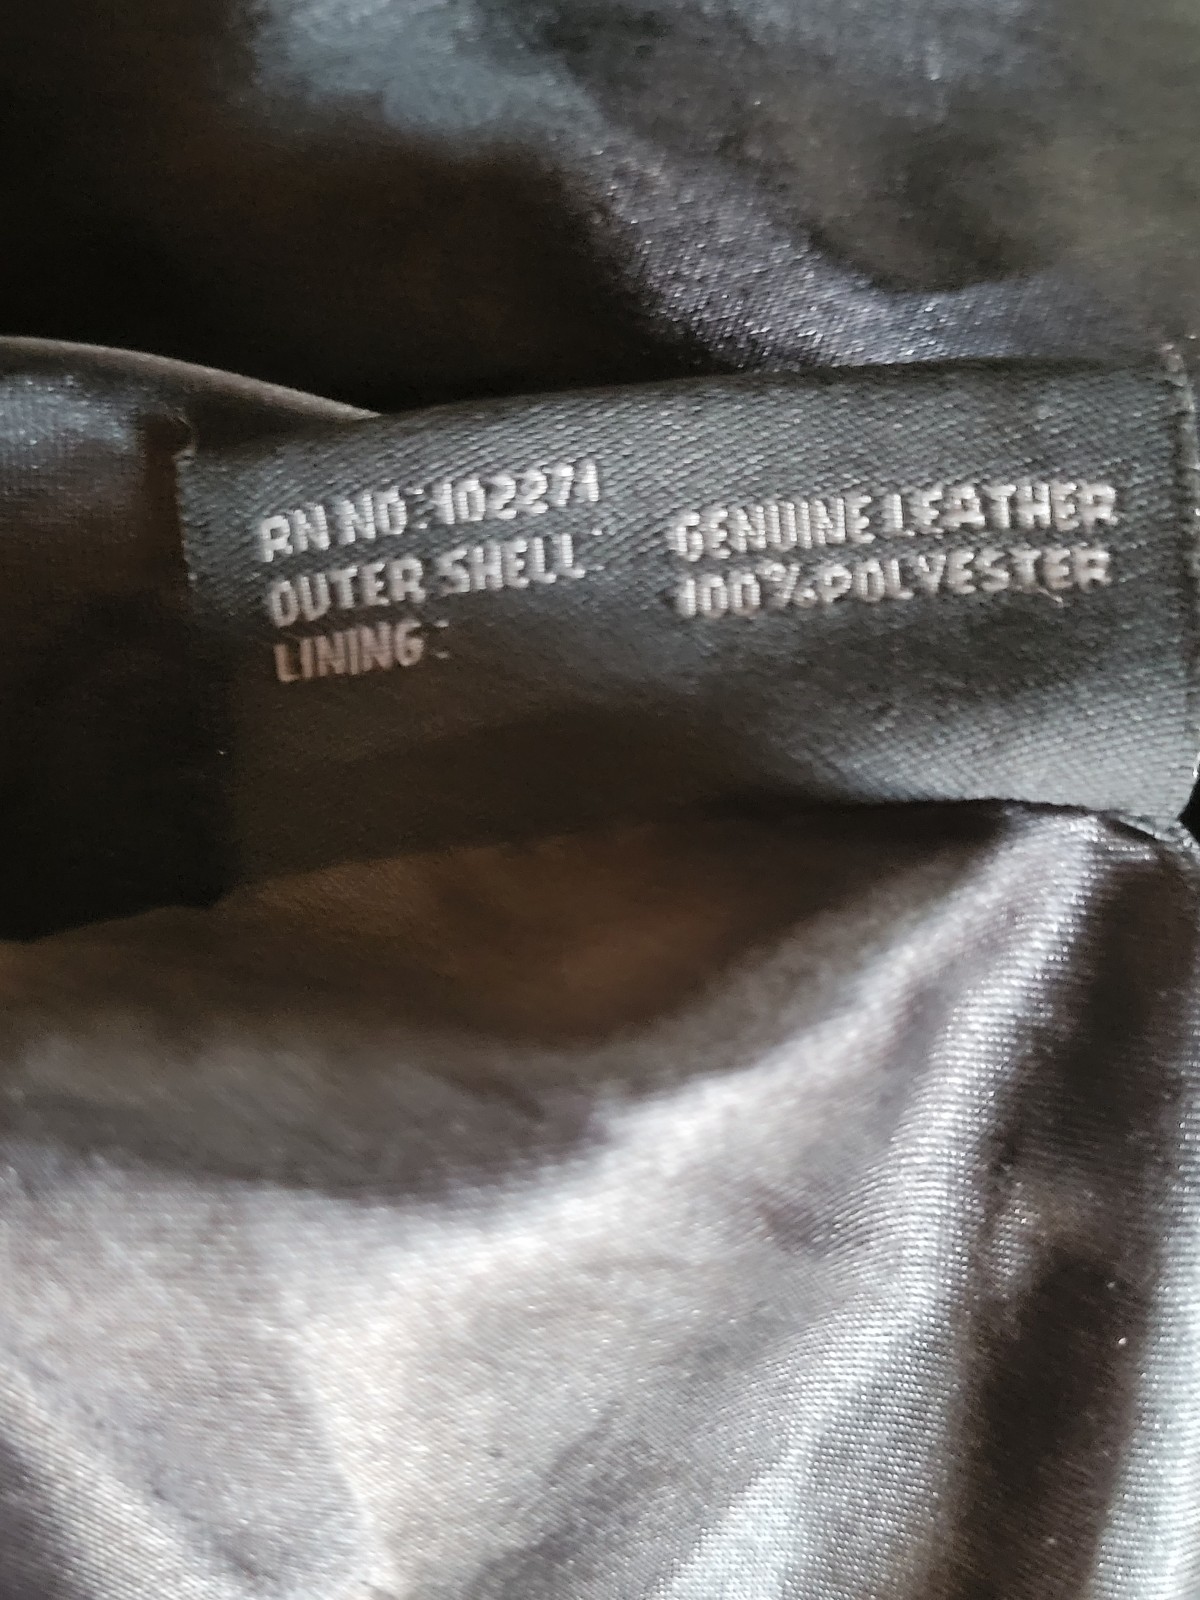 RN NO: 102271
OUTER SHELL: GENUINE LEATHER
LINING: 100% POLYESTER